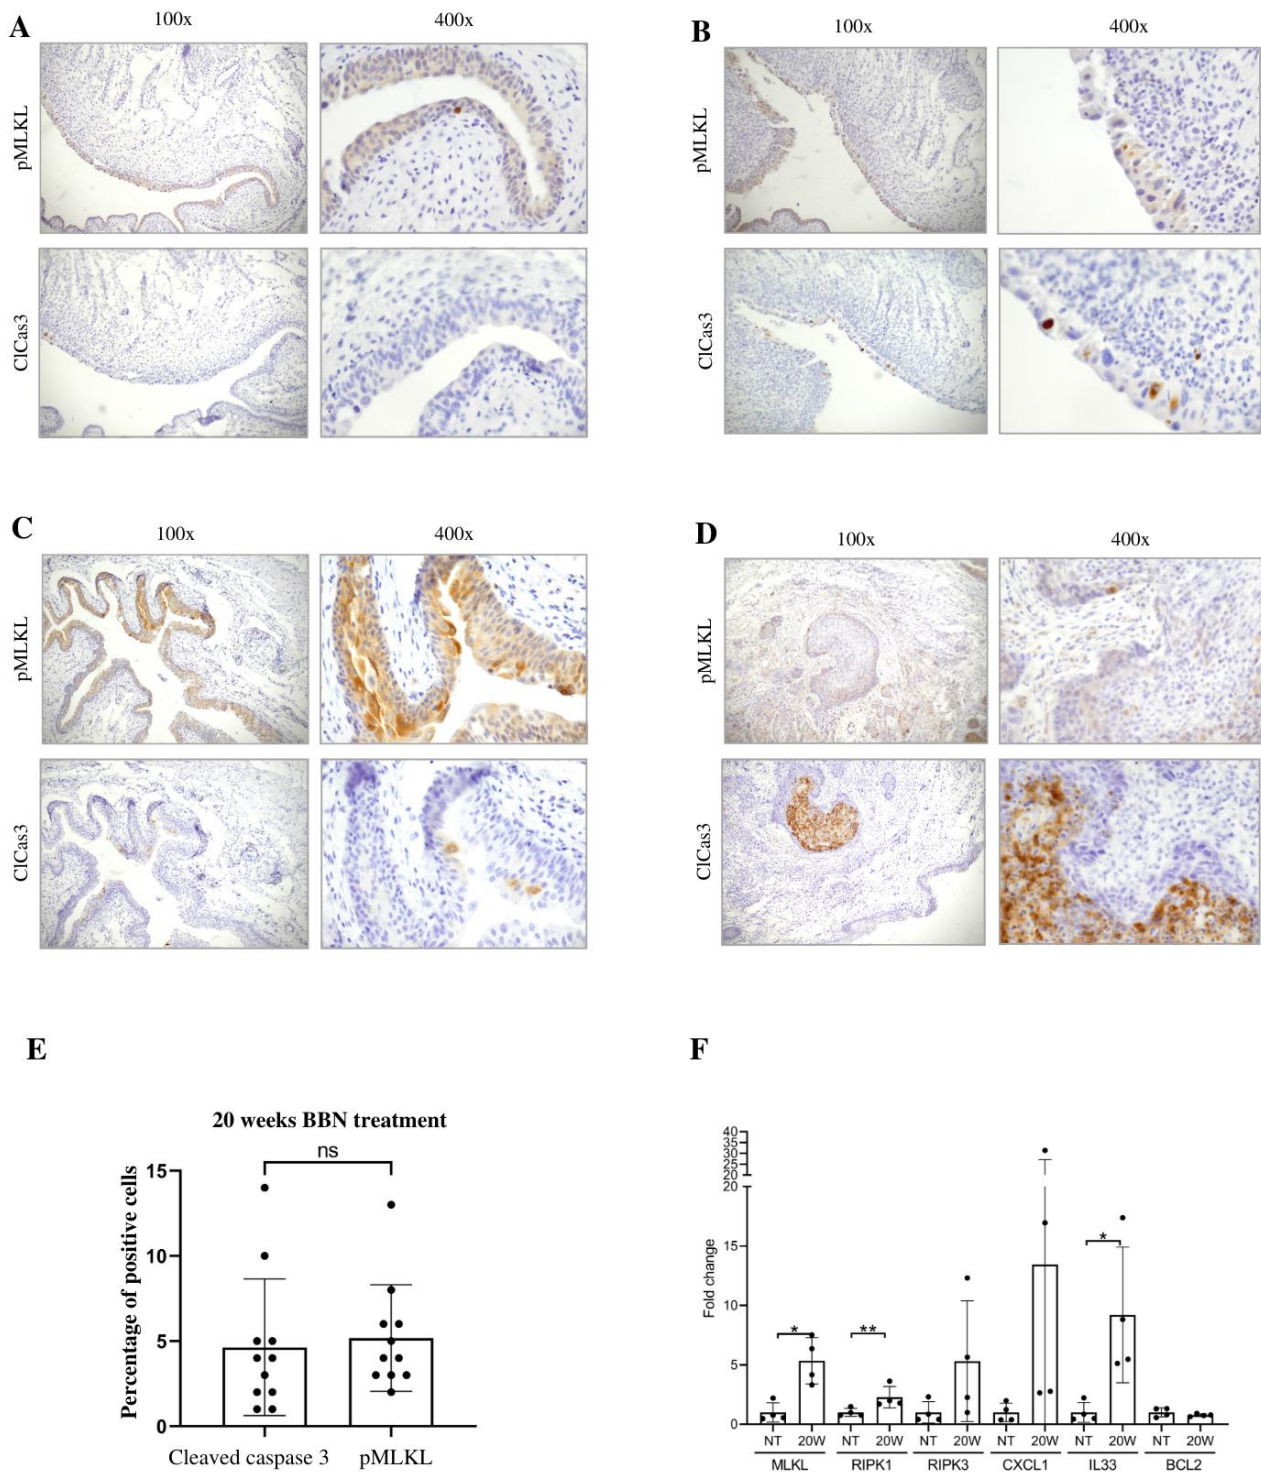 A
100x
400x
pMLKL
ClCas3
B
100x
400x
pMLKL
ClCas3
C
100x
400x
pMLKL
ClCas3
D
100x
400x
pMLKL
ClCas3
E
20 weeks BBN treatment
ns
Percentage of positive cells
15
10
5
0
Cleaved caspase 3
pMLKL
F
Fold change
40
35
30
25
20
20
15
10
5
0
*
**
*
NT 20W NT 20W NT 20W NT 20W NT 20W NT 20W
MLKL RIPK1 RIPK3 CXCL1 IL33 BCL2